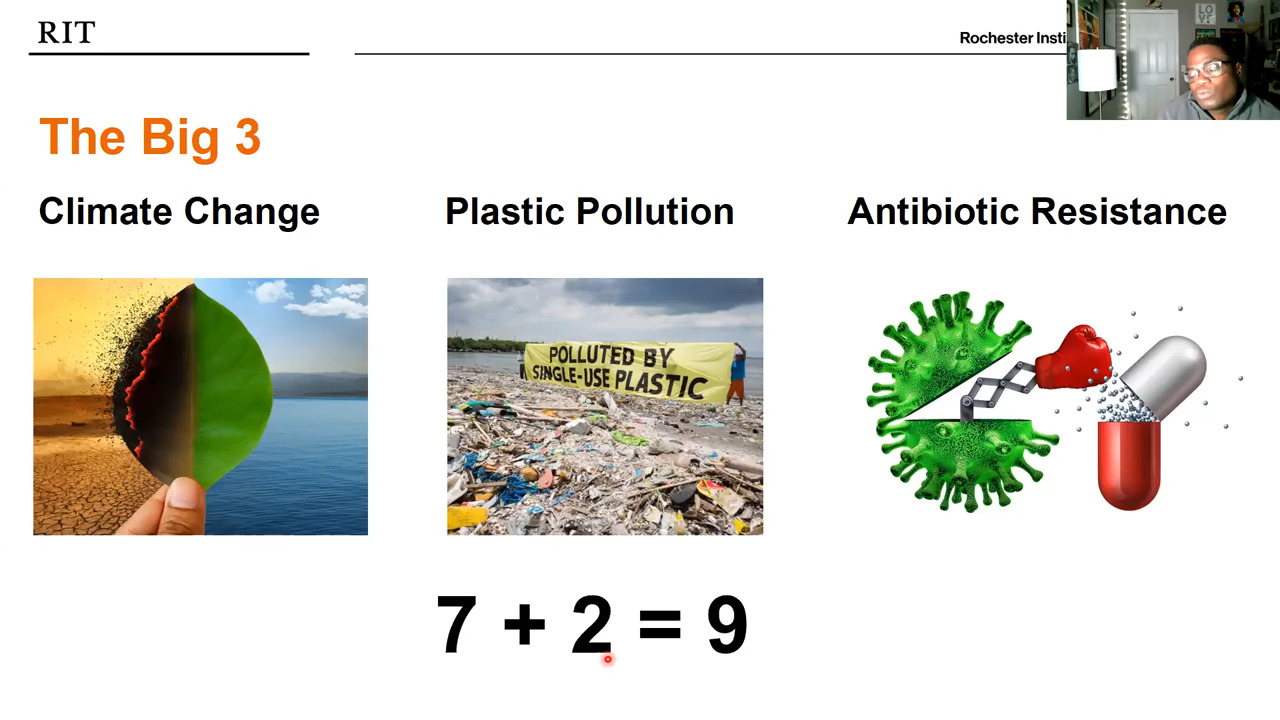 RIT
Rochester Insti
The Big 3
Climate Change
Plastic Pollution
Antibiotic Resistance
POLLUTED BY
SINGLE-USE PLASTIC
7 + 2 = 9